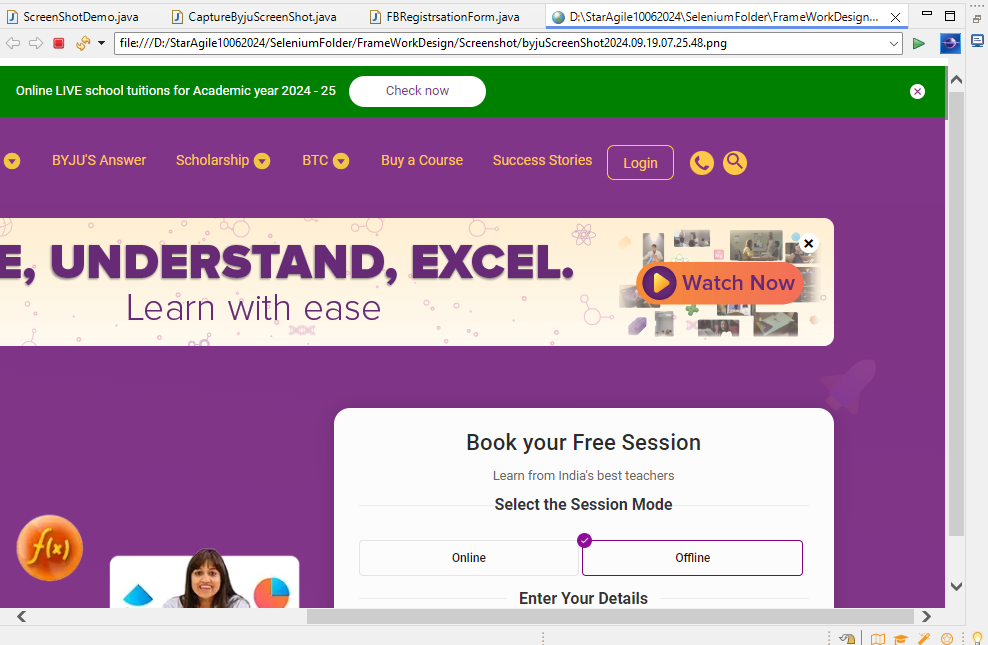 ScreenShotDemo.java
CaptureByjuScreenShot.java
FBRegistrsationForm.java
D:\StarAgile10062024\SeleniumFolder\FrameWorkDesign...
file:///D:/StarAgile10062024/SeleniumFolder/FrameWorkDesign/Screenshot/byjuScreenShot2024.09.19.07.25.48.png
Online LIVE school tuitions for Academic year 2024 - 25 Check now
BYJU'S Answer Scholarship BTC Buy a Course Success Stories Login
E, UNDERSTAND, EXCEL.
Learn with ease
Watch Now
Book your Free Session
Learn from India's best teachers
Select the Session Mode
Online Offline
Enter Your Details
f(x)